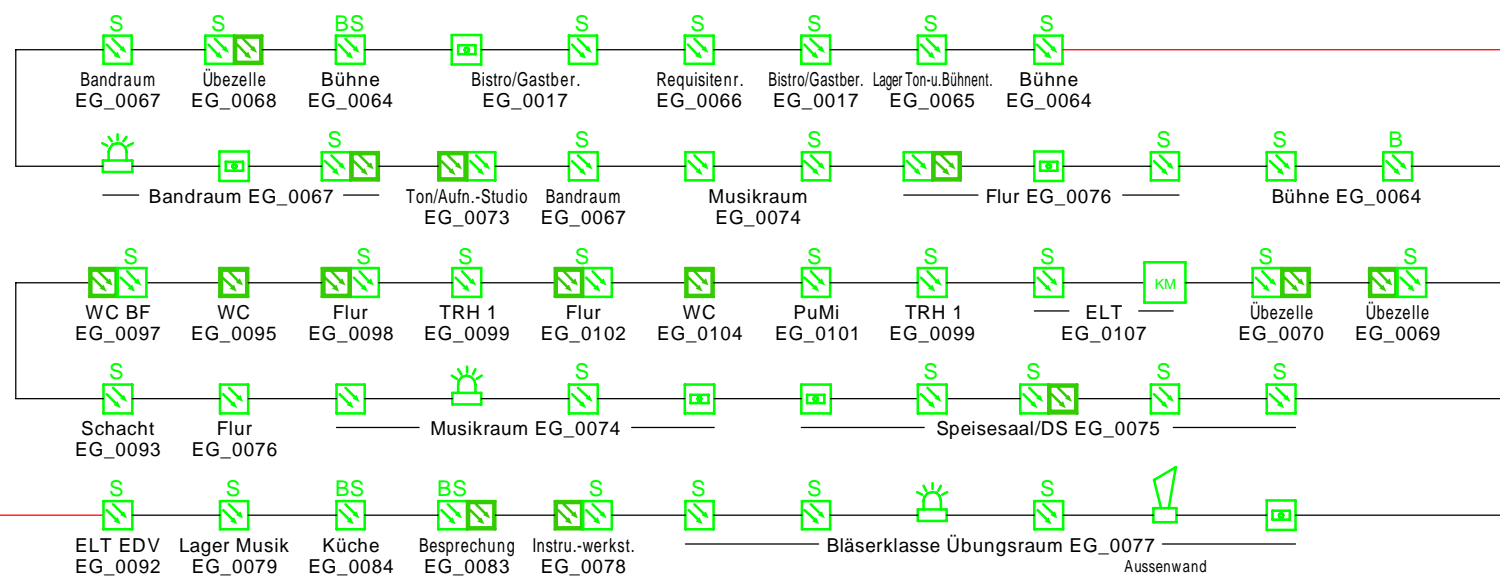 S S BS S S S S S
Bandraum Übezelle Bühne Bistro/Gastber. Requisitenr. Bistro/Gastber. Lager Ton-u.Bühnent. Bühne
EG_0067 EG_0068 EG_0064 EG_0017 EG_0066 EG_0017 EG_0065 EG_0064
S S S S B
Bandraum EG_0067 Ton/Aufn.-Studio Bandraum Musikraum Flur EG_0076 Bühne EG_0064
EG_0073 EG_0067 EG_0074
S S S S S S S S S
KM
WC BF WC Flur TRH 1 Flur WC PuMi TRH 1 ELT Übezelle Übezelle
EG_0097 EG_0095 EG_0098 EG_0099 EG_0102 EG_0104 EG_0101 EG_0099 EG_0107 EG_0070 EG_0069
S S S S S S
Schacht Flur Musikraum EG_0074 Speisesaal/DS EG_0075
EG_0093 EG_0076
S S BS BS S S S S
ELT EDV Lager Musik Küche Besprechung Instru.-werkst. Bläserklasse Übungsraum EG_0077
EG_0092 EG_0079 EG_0084 EG_0083 EG_0078 Aussenwand